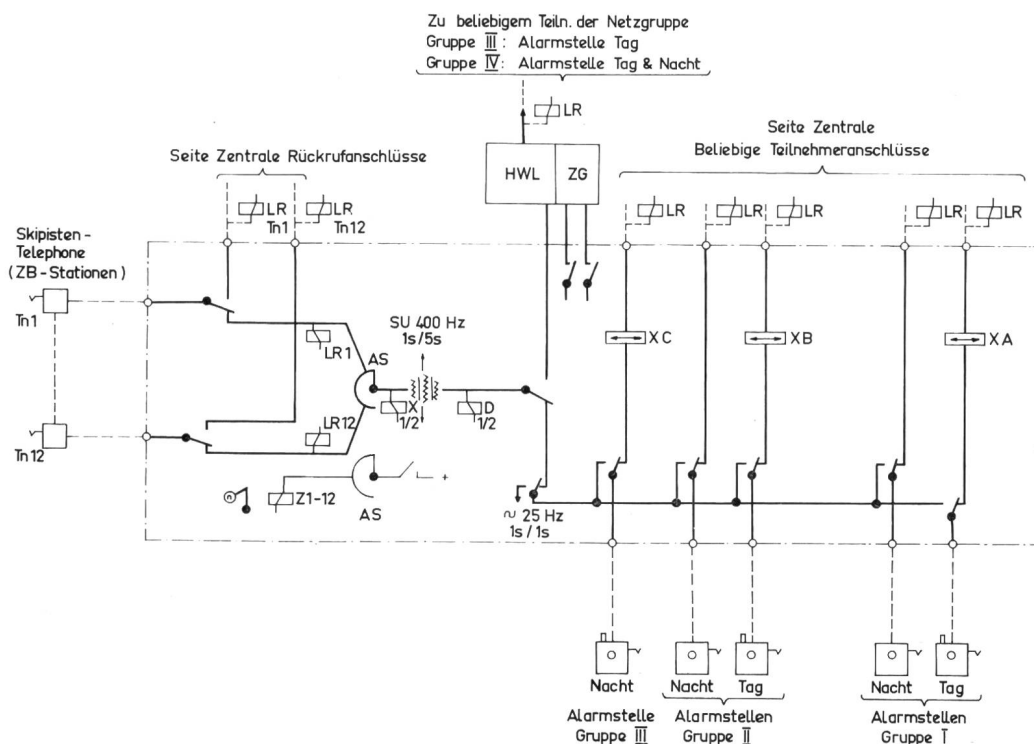 Zu beliebigem Teiln. der Netzgruppe
Gruppe III : Alarmstelle Tag
Gruppe IV : Alarmstelle Tag & Nacht
LR
Seite Zentrale
Beliebige Teilnehmeranschlüsse
Seite Zentrale Rückrufanschlüsse
HWL
ZG
LR
Tn1
LR
Tn12
LR
LR
LR
LR
LR
Skipisten-
Telephone
(ZB-Stationen)
Tn1
SU 400 Hz
1s/5s
XC
XB
XA
LR1
AS
X
1/2
D
1/2
LR12
Tn12
Z1-12
+
AS
~ 25 Hz
1s/1s
Nacht
Nacht
Tag
Nacht
Tag
Alarmstelle
Gruppe III
Alarmstellen
Gruppe II
Alarmstellen
Gruppe I